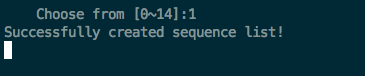 Choose from [0~14]:1
Successfully created sequence list!